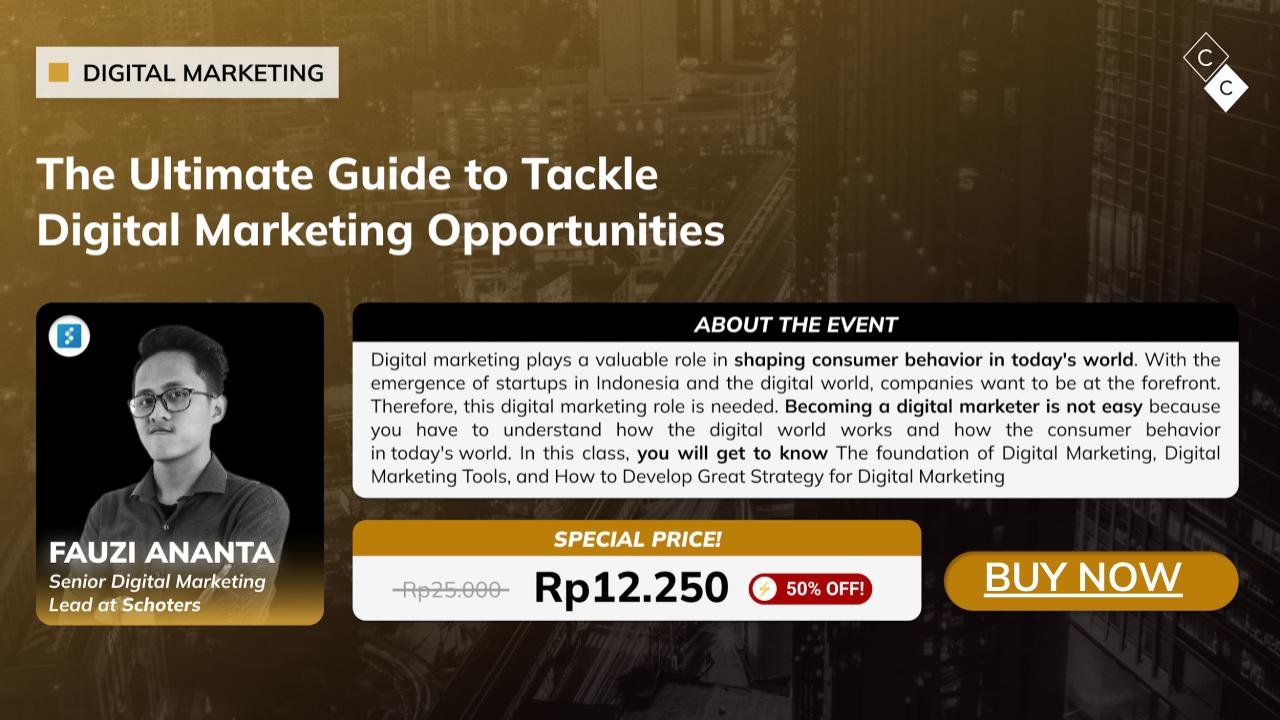 DIGITAL MARKETING
C
C
The Ultimate Guide to Tackle
Digital Marketing Opportunities
FAUZI ANANTA
Senior Digital Marketing
Lead at Schoters
ABOUT THE EVENT
Digital marketing plays a valuable role in shaping consumer behavior in today's world. With the
emergence of startups in Indonesia and the digital world, companies want to be at the forefront.
Therefore, this digital marketing role is needed. Becoming a digital marketer is not easy because
you have to understand how the digital world works and how the consumer behavior
in today's world. In this class, you will get to know The foundation of Digital Marketing, Digital
Marketing Tools, and How to Develop Great Strategy for Digital Marketing
SPECIAL PRICE!
Rp25.000 Rp12.250 50% OFF!
BUY NOW